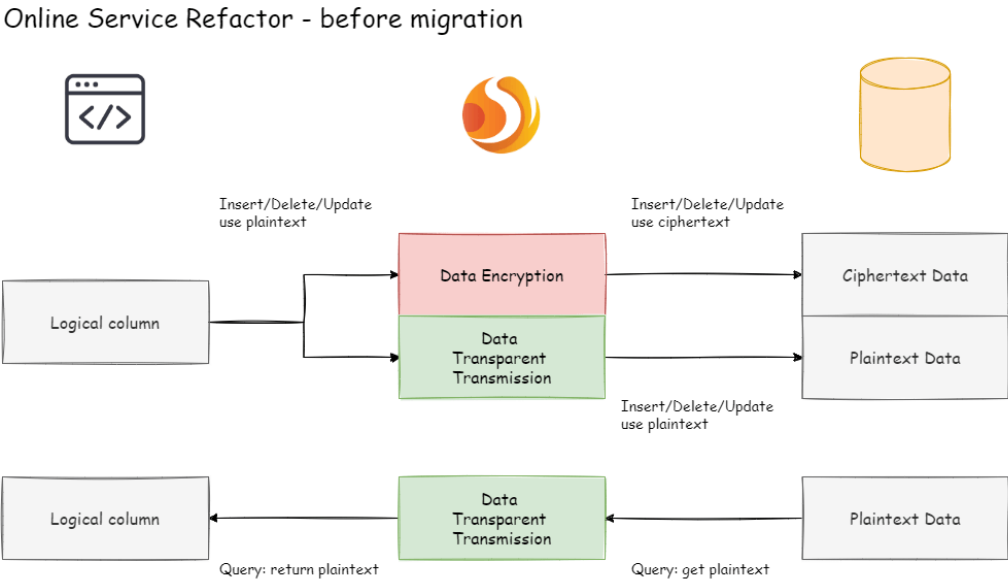 Online Service Refactor - before migration
</>
Insert/Delete/Update
use plaintext
Insert/Delete/Update
use ciphertext
Data Encryption
Ciphertext Data
Logical column
Data
Transparent
Transmission
Plaintext Data
Insert/Delete/Update
use plaintext
Logical column
Data
Transparent
Transmission
Plaintext Data
Query: return plaintext
Query: get plaintext